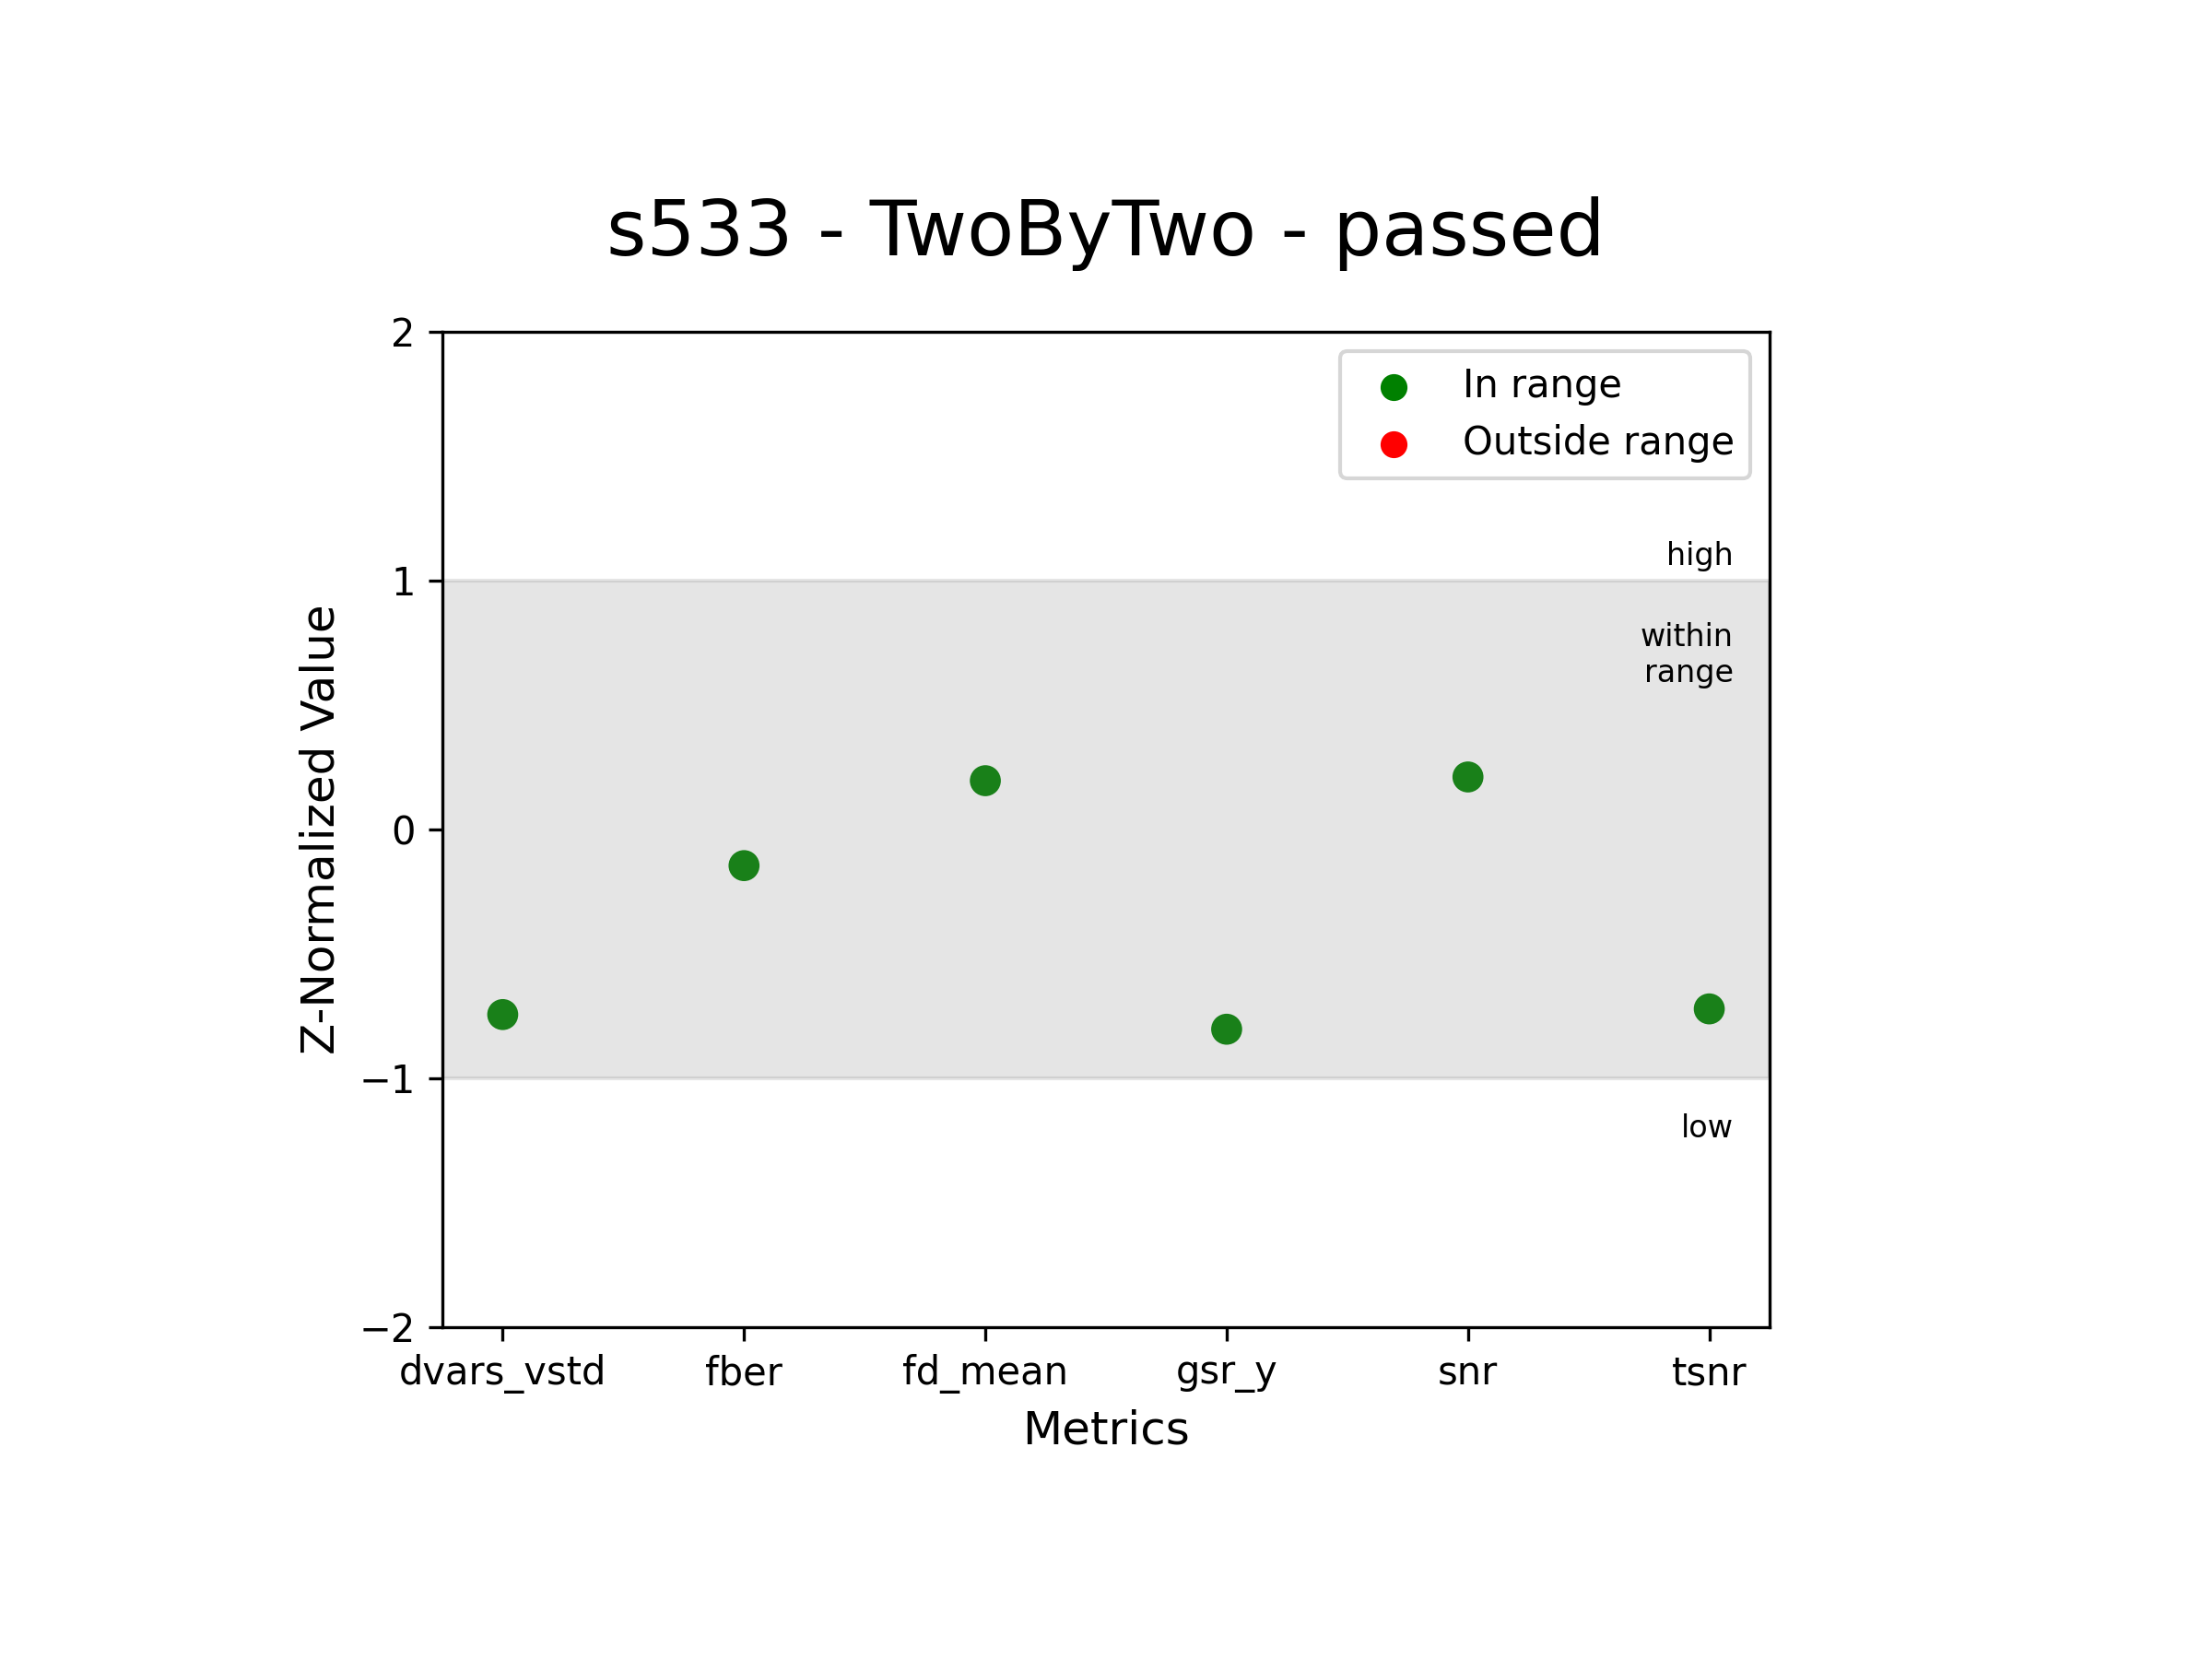 s533 - TwoByTwo - passed
2
In range
Outside range
high
1
within
range
Z-Normalized Value
0
−1
low
−2
dvars_vstd fber fd_mean gsr_y snr tsnr
Metrics